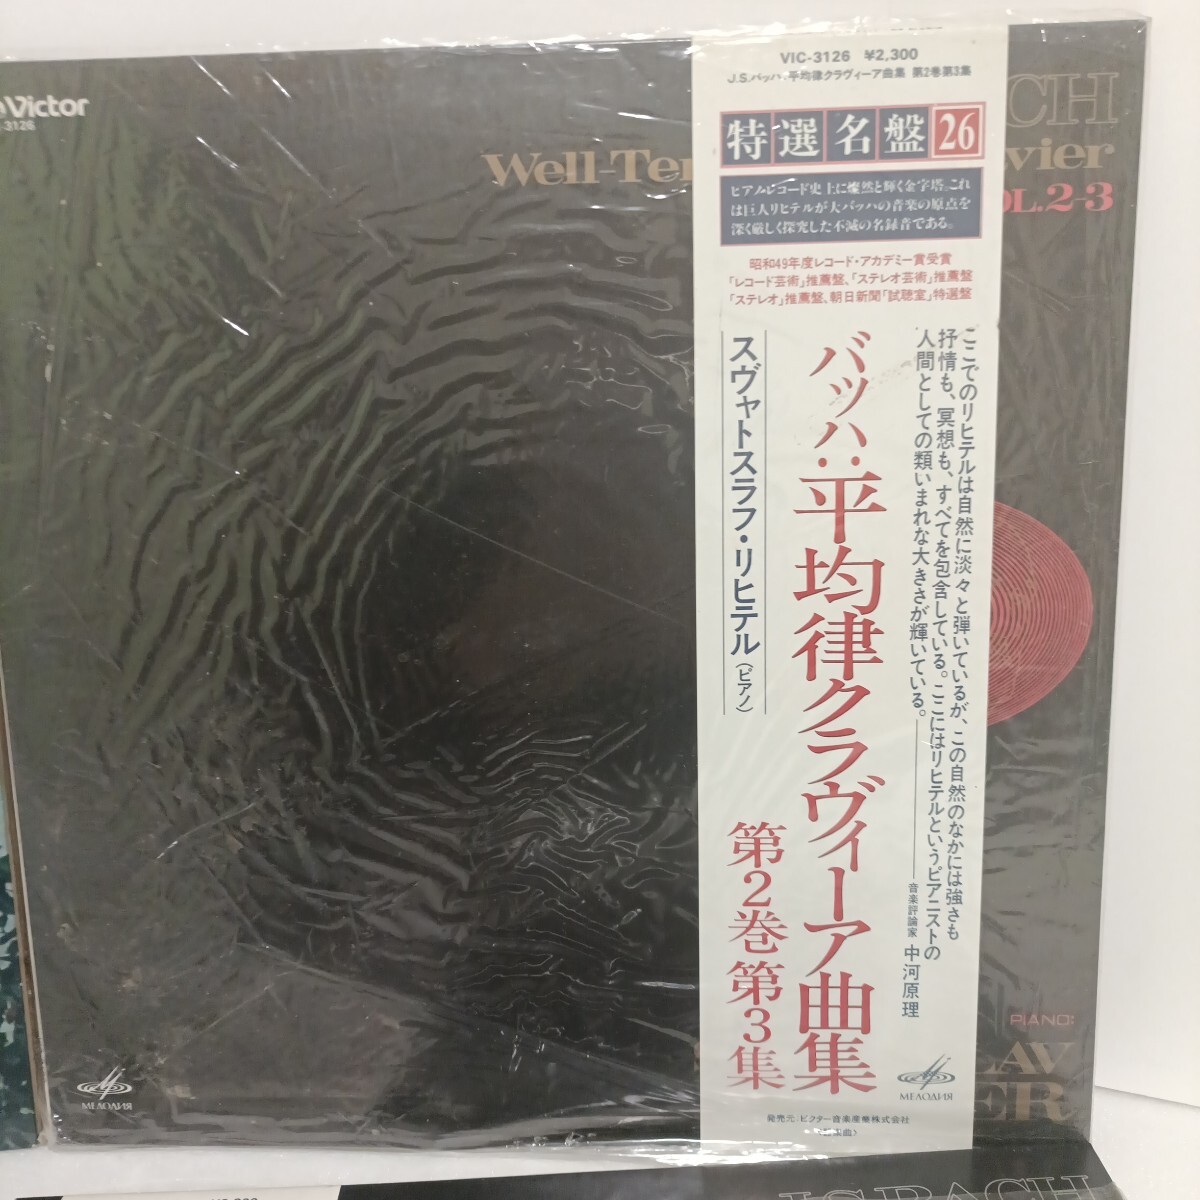 Victor
3126
CH
Well-Te
vier
OL.2-3
VIC-3126 ¥2,300
J.S.バッハ:平均律クラヴィーア曲集 第2巻第3集
特選名盤 26
ピアノレコード史上に燦然と輝く金字塔。これ
は巨人リヒテルが大バッハの音楽の原点を
深く厳しく探究した不滅の名録音である。
昭和49年度レコード・アカデミー賞受賞
「レコード芸術」推薦盤、「ステレオ芸術」推薦盤
「ステレオ」推薦盤、朝日新聞「試聴室」特選盤
ここでのリヒテルは自然に淡々と弾いているが、この自然のなかには強さも
抒情も、冥想も、すべてを包含している。ここにはリヒテルというピアニストの
人間としての類いまれな大きさが輝いている。
音楽評論家 中河原理
バッハ:平均律クラヴィーア曲集
第2巻第3集
スヴャトスラフ・リヒテル(ピアノ)
PIANO:
LAV
ER
МЕЛОДИЯ
МЕЛОДИЯ
発売元:ビクター音楽産業株式会社
J.S.BACH